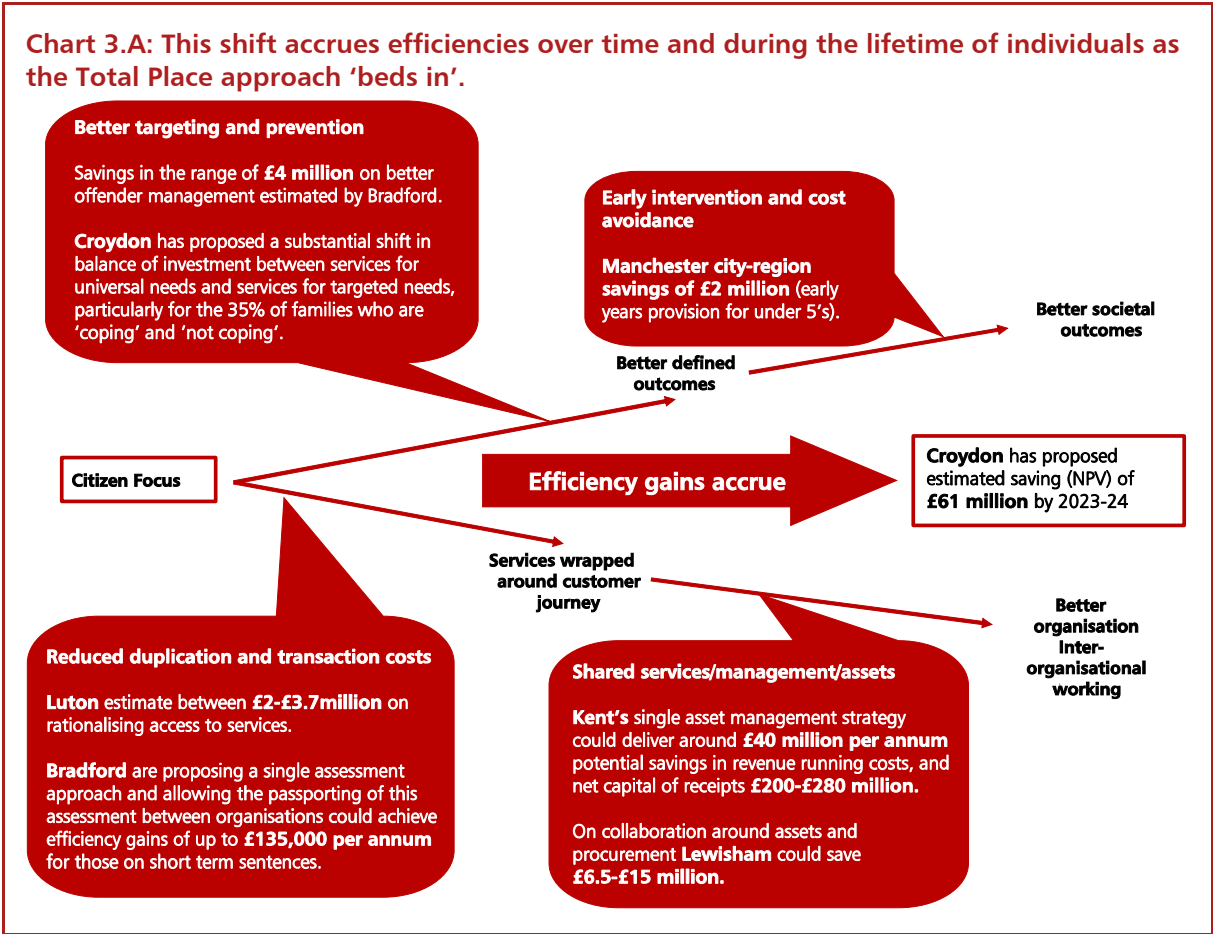 Chart 3.A: This shift accrues efficiencies over time and during the lifetime of individuals as
the Total Place approach ‘beds in’.
Better targeting and prevention
Savings in the range of £4 million on better
offender management estimated by Bradford.
Croydon has proposed a substantial shift in
balance of investment between services for
universal needs and services for targeted needs,
particularly for the 35% of families who are
‘coping’ and ‘not coping’.
Early intervention and cost
avoidance
Manchester city-region
savings of £2 million (early
years provision for under 5’s).
Better societal
outcomes
Better defined
outcomes
Citizen Focus
Efficiency gains accrue
Croydon has proposed
estimated saving (NPV) of
£61 million by 2023-24
Services wrapped
around customer
journey
Better
organisation
Inter-
organisational
working
Reduced duplication and transaction costs
Luton estimate between £2-£3.7million on
rationalising access to services.
Bradford are proposing a single assessment
approach and allowing the passporting of this
assessment between organisations could achieve
efficiency gains of up to £135,000 per annum
for those on short term sentences.
Shared services/management/assets
Kent’s single asset management strategy
could deliver around £40 million per annum
potential savings in revenue running costs, and
net capital of receipts £200-£280 million.
On collaboration around assets and
procurement Lewisham could save
£6.5-£15 million.